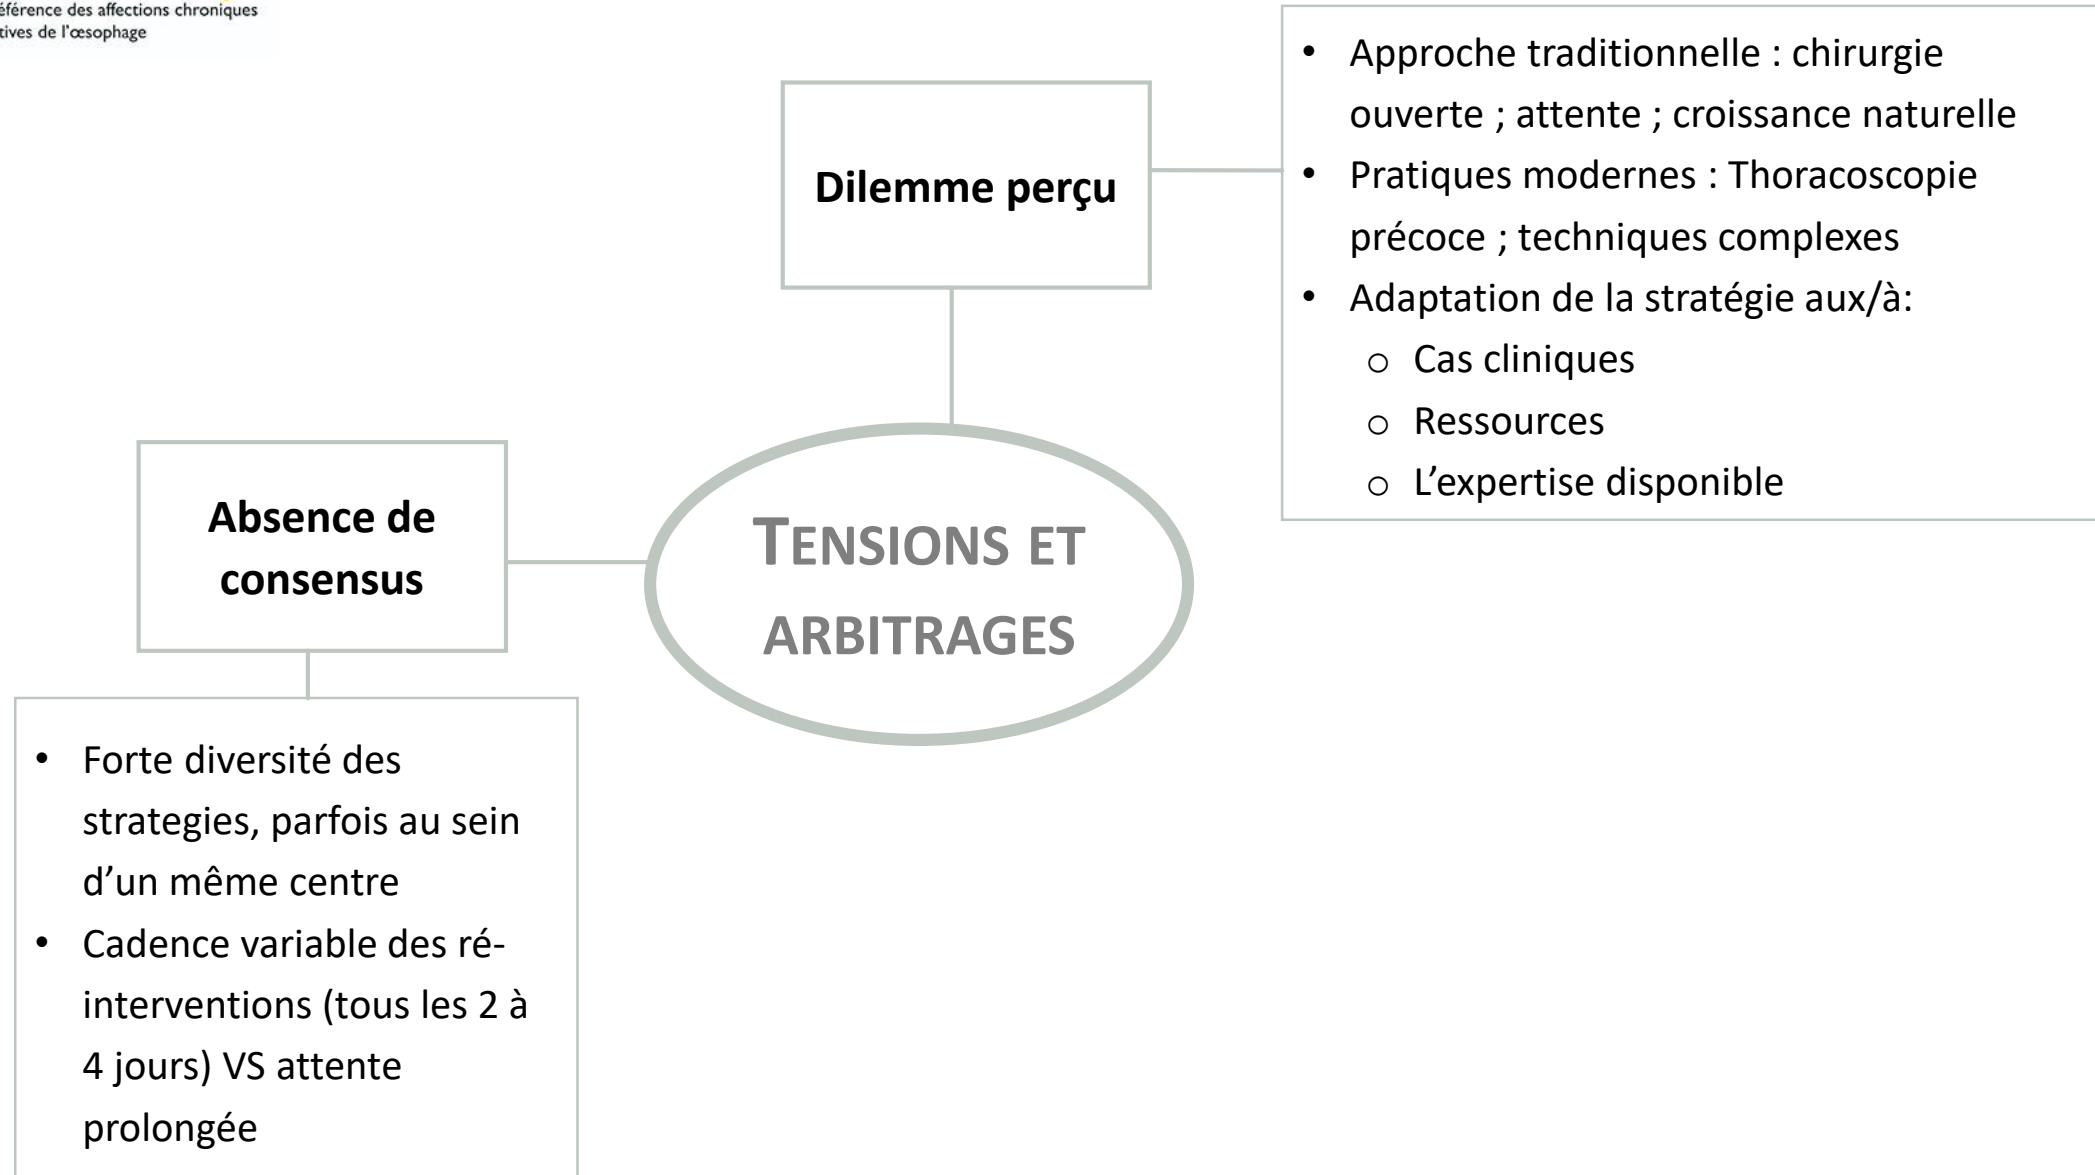 des affections chroniques
de l'œsophage
Dilemme perçu
• Approche traditionnelle : chirurgie
ouverte ; attente ; croissance naturelle
• Pratiques modernes : Thoracoscopie
précoce ; techniques complexes
• Adaptation de la stratégie aux/à:
o Cas cliniques
o Ressources
o L’expertise disponible
TENSIONS ET
ARBITRAGES
Absence de
consensus
• Forte diversité des
strategies, parfois au sein
d’un même centre
• Cadence variable des ré-
interventions (tous les 2 à
4 jours) VS attente
prolongée